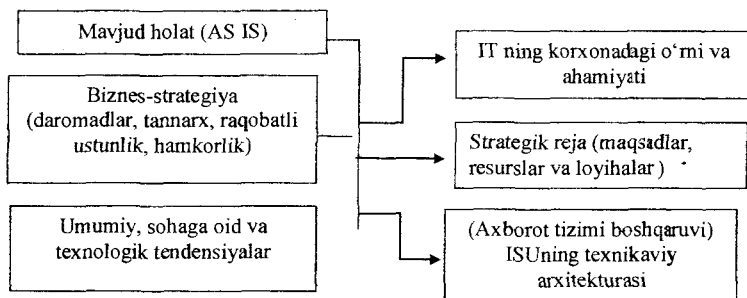 Mavjud holat (AS IS)
Biznes-strategiya
(daromadlar, tannarx, raqobatli
ustunlik, hamkorlik)
Umumiy, sohaga oid va
texnologik tendensiyalar
IT ning korxonadagi o‘rni va
ahamiyati
Strategik reja (maqsadlar,
resurslar va loyihalar )
(Axborot tizimi boshqaruvi)
ISUning texnikaviy
arxitekturasi